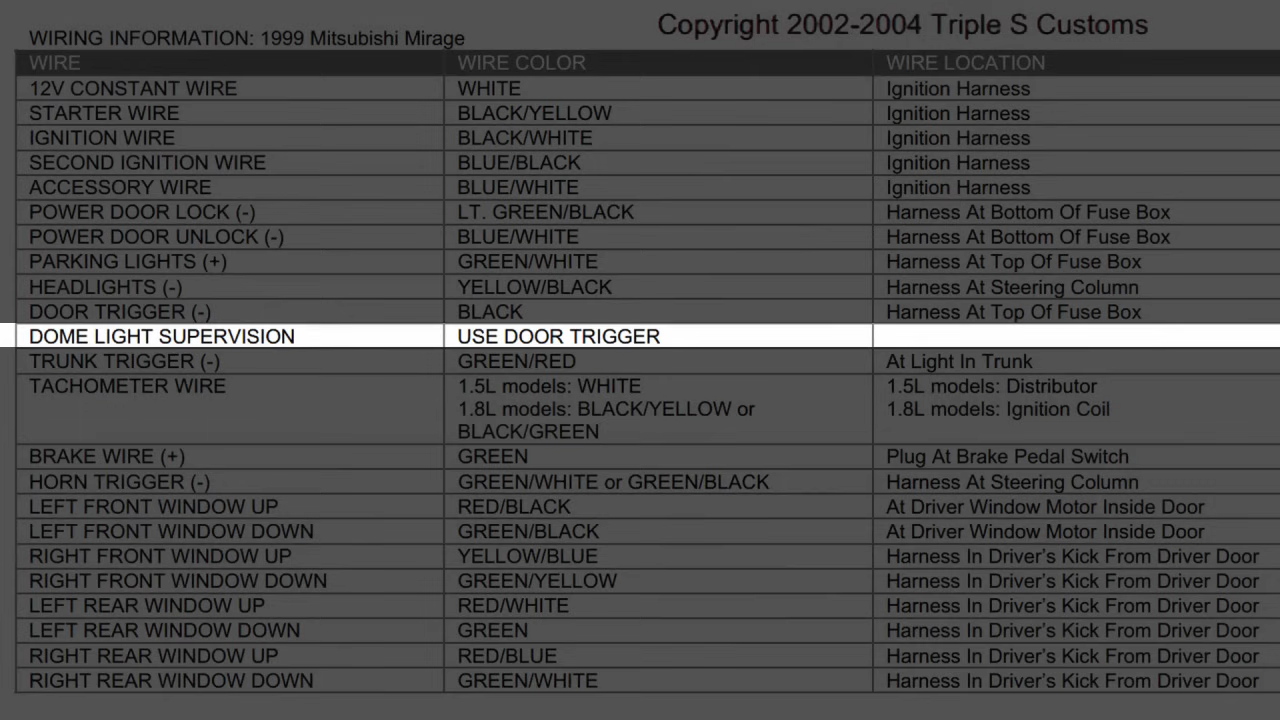 Copyright 2002-2004 Triple S Customs
WIRING INFORMATION: 1999 Mitsubishi Mirage
WIRE WIRE COLOR WIRE LOCATION
12V CONSTANT WIRE WHITE Ignition Harness
STARTER WIRE BLACK/YELLOW Ignition Harness
IGNITION WIRE BLACK/WHITE Ignition Harness
SECOND IGNITION WIRE BLUE/BLACK Ignition Harness
ACCESSORY WIRE BLUE/WHITE Ignition Harness
POWER DOOR LOCK (-) LT. GREEN/BLACK Harness At Bottom Of Fuse Box
POWER DOOR UNLOCK (-) BLUE/WHITE Harness At Bottom Of Fuse Box
PARKING LIGHTS (+) GREEN/WHITE Harness At Top Of Fuse Box
HEADLIGHTS (-) YELLOW/BLACK Harness At Steering Column
DOOR TRIGGER (-) BLACK Harness At Top Of Fuse Box
DOME LIGHT SUPERVISION USE DOOR TRIGGER
TRUNK TRIGGER (-) GREEN/RED At Light In Trunk
TACHOMETER WIRE 1.5L models: WHITE 1.5L models: Distributor
1.8L models: BLACK/YELLOW or 1.8L models: Ignition Coil
BLACK/GREEN
BRAKE WIRE (+) GREEN Plug At Brake Pedal Switch
HORN TRIGGER (-) GREEN/WHITE or GREEN/BLACK Harness At Steering Column
LEFT FRONT WINDOW UP RED/BLACK At Driver Window Motor Inside Door
LEFT FRONT WINDOW DOWN GREEN/BLACK At Driver Window Motor Inside Door
RIGHT FRONT WINDOW UP YELLOW/BLUE Harness In Driver's Kick From Driver Door
RIGHT FRONT WINDOW DOWN GREEN/YELLOW Harness In Driver's Kick From Driver Door
LEFT REAR WINDOW UP RED/WHITE Harness In Driver's Kick From Driver Door
LEFT REAR WINDOW DOWN GREEN Harness In Driver's Kick From Driver Door
RIGHT REAR WINDOW UP RED/BLUE Harness In Driver's Kick From Driver Door
RIGHT REAR WINDOW DOWN GREEN/WHITE Harness In Driver's Kick From Driver Door